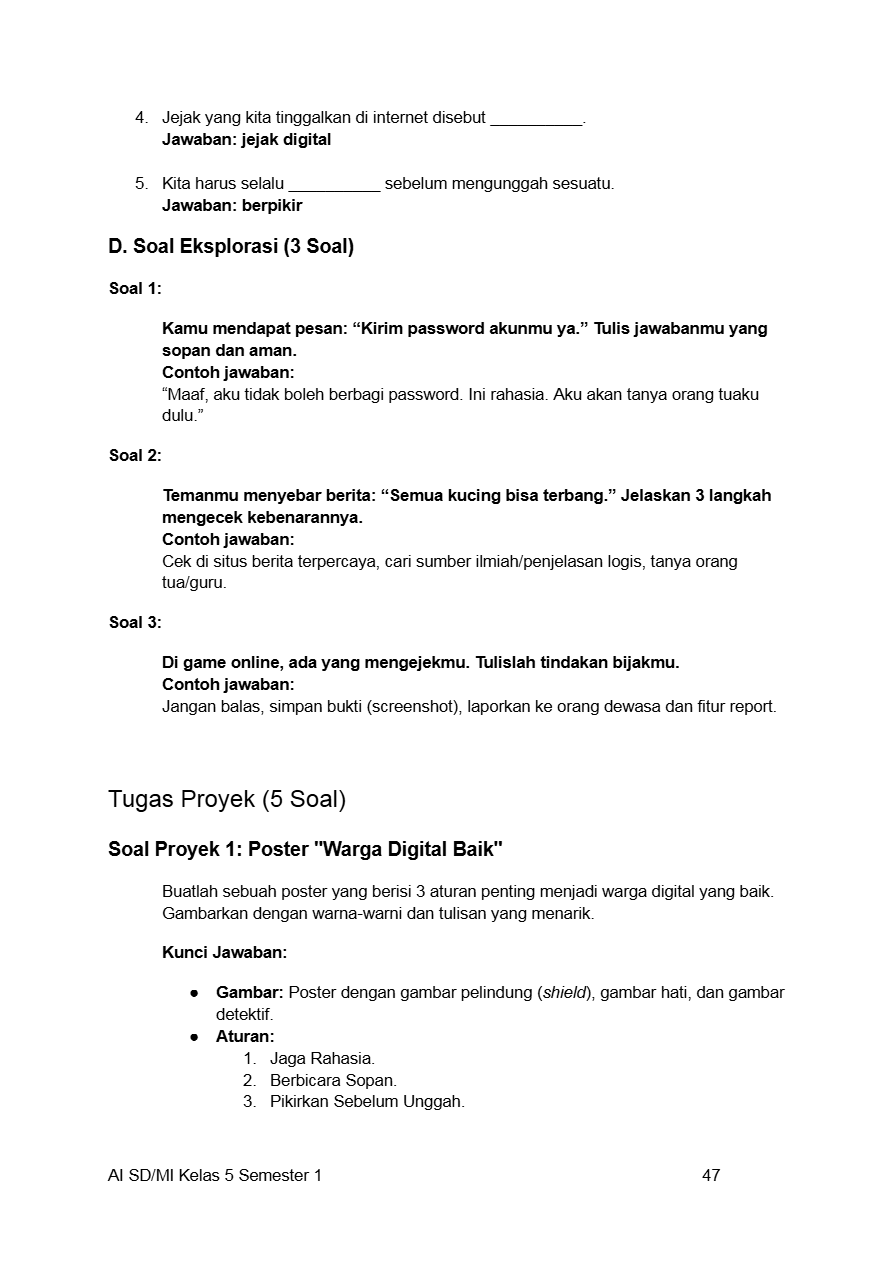 4. Jejak yang kita tinggalkan di internet disebut __________.
Jawaban: jejak digital
5. Kita harus selalu __________ sebelum mengunggah sesuatu.
Jawaban: berpikir
D. Soal Eksplorasi (3 Soal)
Soal 1:
Kamu mendapat pesan: “Kirim password akunmu ya.” Tulis jawabanmu yang
sopan dan aman.
Contoh jawaban:
“Maaf, aku tidak boleh berbagi password. Ini rahasia. Aku akan tanya orang tuaku
dulu.”
Soal 2:
Temanmu menyebar berita: “Semua kucing bisa terbang.” Jelaskan 3 langkah
mengecek kebenarannya.
Contoh jawaban:
Cek di situs berita terpercaya, cari sumber ilmiah/penjelasan logis, tanya orang
tua/guru.
Soal 3:
Di game online, ada yang mengejekmu. Tulislah tindakan bijakmu.
Contoh jawaban:
Jangan balas, simpan bukti (screenshot), laporkan ke orang dewasa dan fitur report.
Tugas Proyek (5 Soal)
Soal Proyek 1: Poster "Warga Digital Baik"
Buatlah sebuah poster yang berisi 3 aturan penting menjadi warga digital yang baik.
Gambarkan dengan warna-warni dan tulisan yang menarik.
Kunci Jawaban:
● Gambar: Poster dengan gambar pelindung (shield), gambar hati, dan gambar
detektif.
● Aturan:
1. Jaga Rahasia.
2. Berbicara Sopan.
3. Pikirkan Sebelum Unggah.
AI SD/MI Kelas 5 Semester 1 47